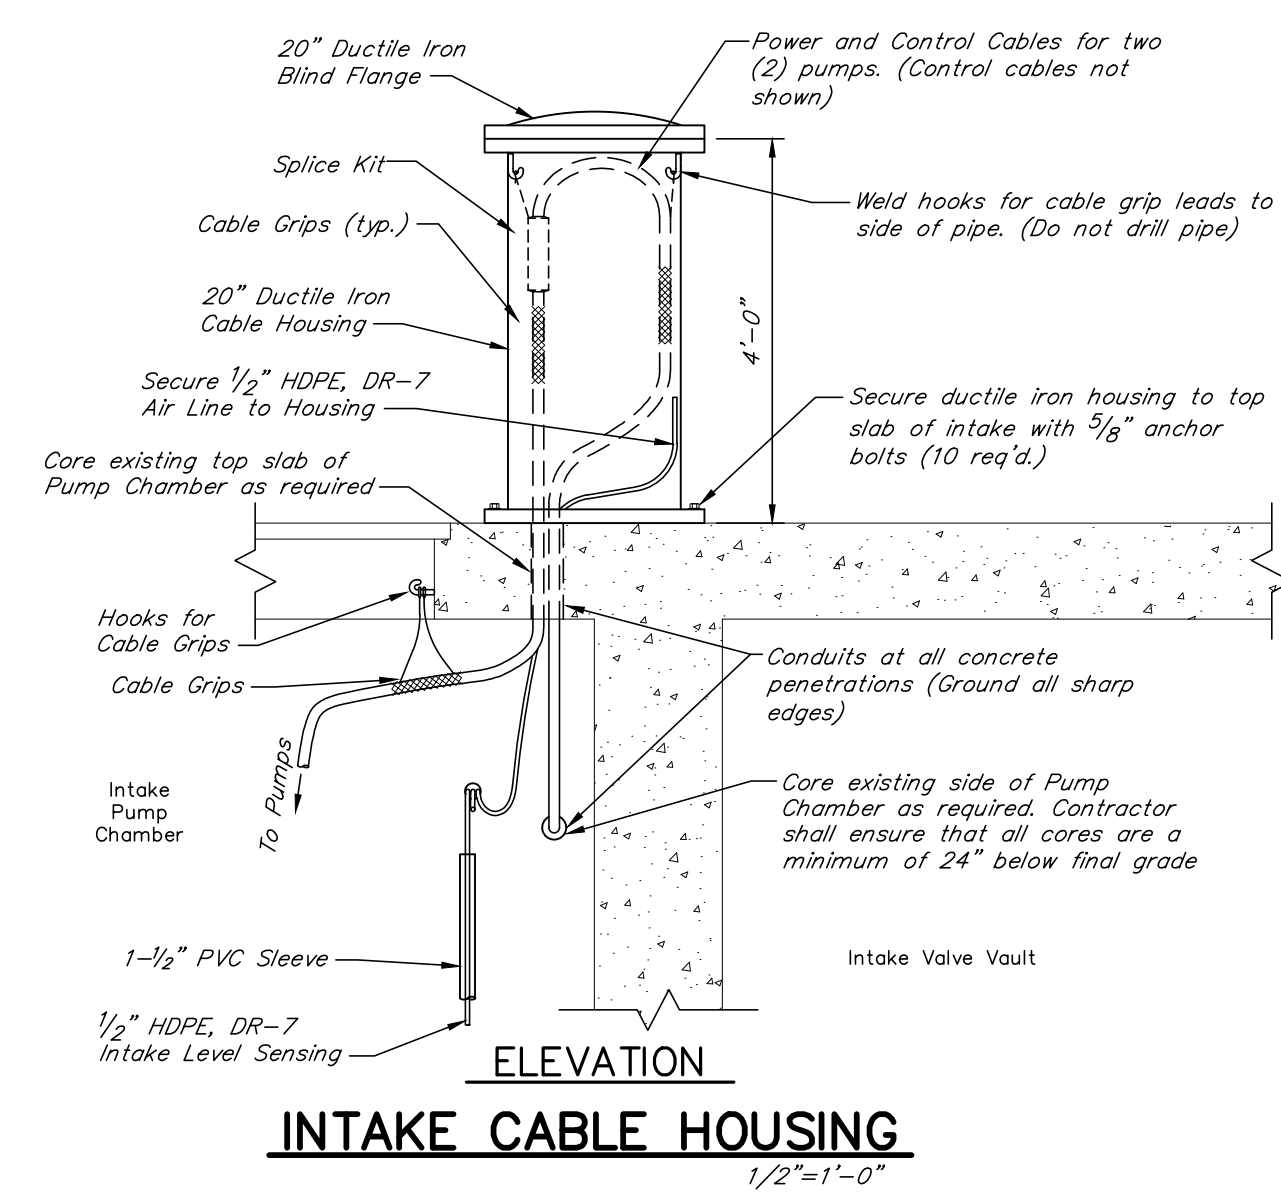 20" Ductile Iron
Blind Flange
Power and Control Cables for two
(2) pumps. (Control cables not
shown)
Splice Kit
Cable Grips (typ.)
Weld hooks for cable grip leads to
side of pipe. (Do not drill pipe)
20" Ductile Iron
Cable Housing
4'-0"
Secure 1/2" HDPE, DR-7
Air Line to Housing
Secure ductile iron housing to top
slab of intake with 5/8" anchor
bolts (10 req'd.)
Core existing top slab of
Pump Chamber as required
Hooks for
Cable Grips
Cable Grips
Conduits at all concrete
penetrations (Ground all sharp
edges)
To Pumps
Intake
Pump
Chamber
Core existing side of Pump
Chamber as required. Contractor
shall ensure that all cores are a
minimum of 24" below final grade
1-1/2" PVC Sleeve
Intake Valve Vault
1/2" HDPE, DR-7
Intake Level Sensing
ELEVATION
INTAKE CABLE HOUSING
1/2"=1'-0"